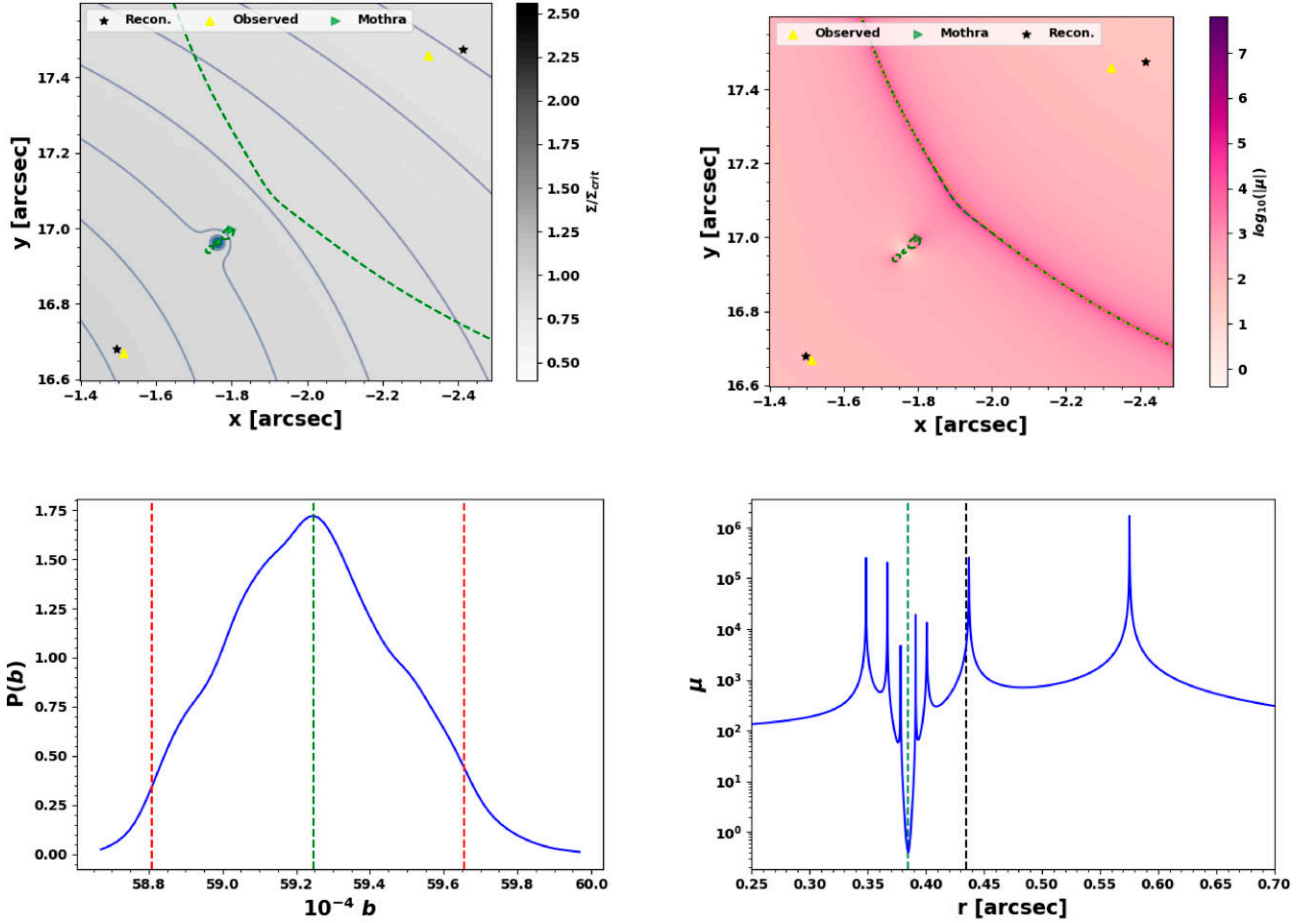 Recon. Observed Mothra
17.4
17.2
17.0
16.8
16.6
y [arcsec]
−1.4 −1.6 −1.8 −2.0 −2.2 −2.4
x [arcsec]
2.50
2.25
2.00
1.75
1.50
1.25
1.00
0.75
0.50
Σ/Σcrit
Observed Mothra Recon.
17.4
17.2
17.0
16.8
16.6
y [arcsec]
−1.4 −1.6 −1.8 −2.0 −2.2 −2.4
x [arcsec]
7
6
5
4
3
2
1
0
log10(|μ|)
1.75
1.50
1.25
1.00
0.75
0.50
0.25
0.00
P(b)
58.8 59.0 59.2 59.4 59.6 59.8 60.0
10−4 b
10^6
10^5
10^4
10^3
10^2
10^1
10^0
μ
0.25 0.30 0.35 0.40 0.45 0.50 0.55 0.60 0.65 0.70
r [arcsec]